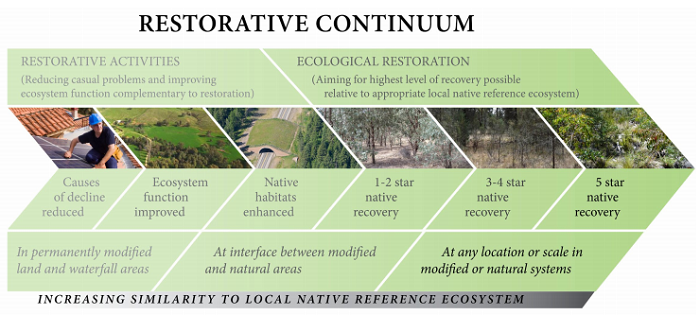 RESTORATIVE CONTINUUM
RESTORATIVE ACTIVITIES
(Reducing casual problems and improving
ecosystem function complementary to restoration)
ECOLOGICAL RESTORATION
(Aiming for highest level of recovery possible
relative to appropriate local native reference ecosystem)
Causes
of decline
reduced
Ecosystem
function
improved
Native
habitats
enhanced
1-2 star
native
recovery
3-4 star
native
recovery
5 star
native
recovery
In permanently modified
land and waterfall areas
At interface between modified
and natural areas
At any location or scale in
modified or natural systems
INCREASING SIMILARITY TO LOCAL NATIVE REFERENCE ECOSYSTEM